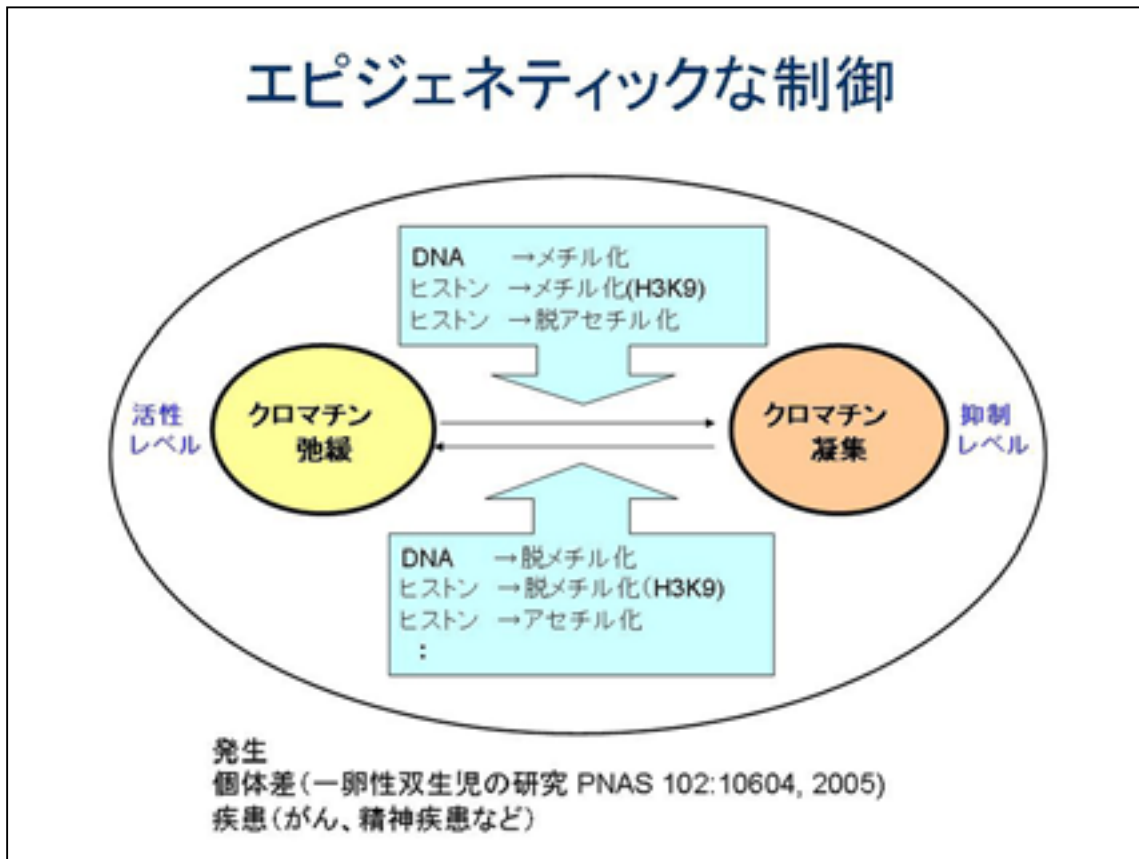 エピジェネティックな制御
DNA →メチル化
ヒストン →メチル化(H3K9)
ヒストン →脱アセチル化
活性
レベル
クロマチン
弛緩
クロマチン
凝集
抑制
レベル
DNA →脱メチル化
ヒストン →脱メチル化(H3K9)
ヒストン →アセチル化
:
発生
個体差(一卵性双生児の研究 PNAS 102:10604, 2005)
疾患(がん、精神疾患など)